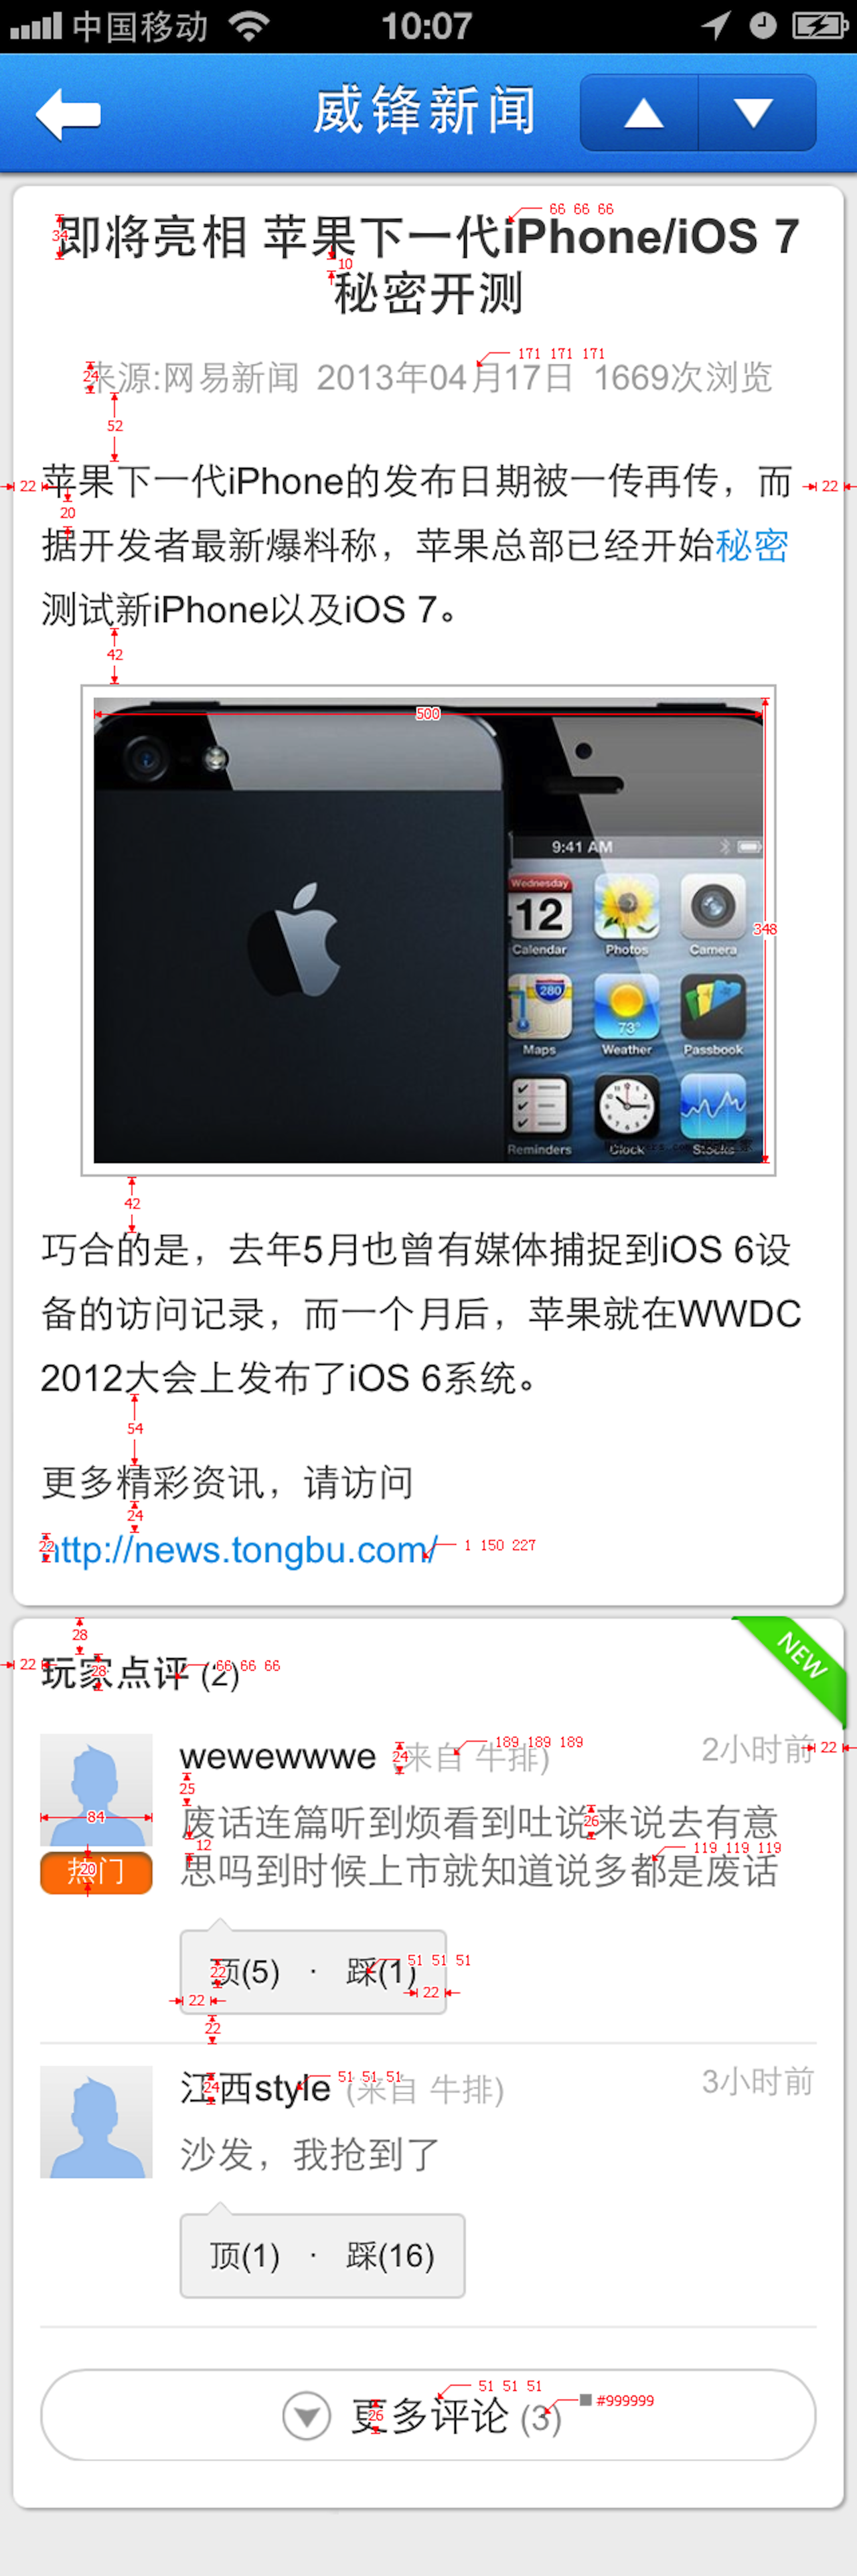 中国移动 10:07
威锋新闻
66 66 66
34
即将亮相 苹果下一代iPhone/iOS 7
10
秘密开测
171 171 171
24
来源:网易新闻 2013年04月17日 1669次浏览
52
22
苹果下一代iPhone的发布日期被一传再传，而
22
20
据开发者最新爆料称，苹果总部已经开始秘密
测试新iPhone以及iOS 7。
42
500
9:41 AM
348
Wednesday
12
Calendar Photos Camera
280
73°
Maps Weather Passbook
Reminders Clock Stocks
42
巧合的是，去年5月也曾有媒体捕捉到iOS 6设
备的访问记录，而一个月后，苹果就在WWDC
2012大会上发布了iOS 6系统。
54
更多精彩资讯，请访问
24
22
http://news.tongbu.com/
1 150 227
28
NEW
22
28
玩家点评 (2)
66 66 66
189 189 189
wewewwwe
24
(来自 牛排)
2小时前
22
25
84
废话连篇听到烦看到吐说来说去有意
26
12
119 119 119
思吗到时候上市就知道说多都是废话
热门
20
51 51 51
22
顶(5) · 踩(1)
22
22
22
51 51 51
24
江西style (来自 牛排)
3小时前
沙发，我抢到了
顶(1) · 踩(16)
51 51 51
#999999
26
更多评论 (3)